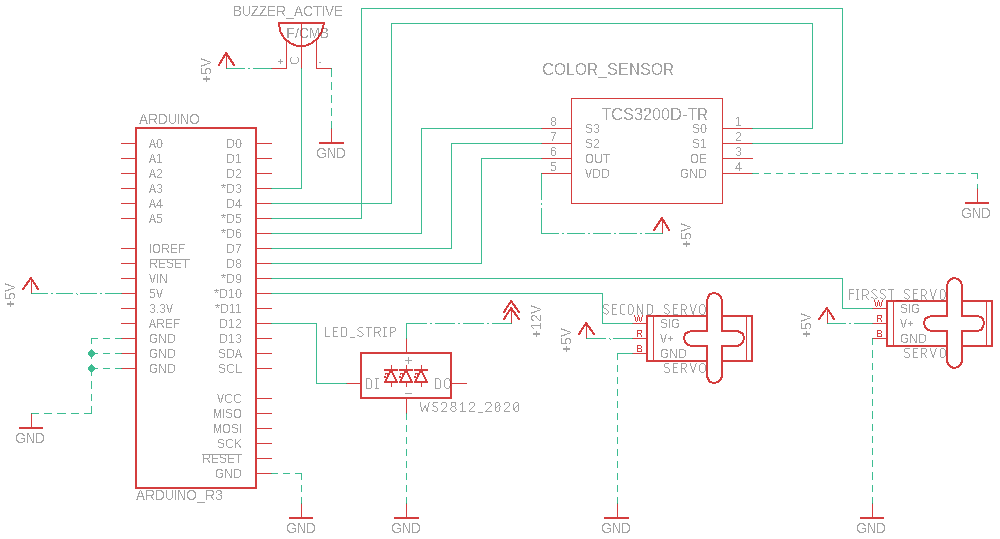 BUZZER_ACTIVE
F/CMB
+ C -
+5V
GND
COLOR_SENSOR
TCS3200D-TR
8 S3 S0 1
7 S2 S1 2
6 OUT OE 3
5 VDD GND 4
+5V
GND
ARDUINO
A0 D0
A1 D1
A2 D2
A3 *D3
A4 D4
A5 *D5
*D6
IOREF D7
RESET D8
VIN *D9
5V *D10
3.3V *D11
AREF D12
GND D13
GND SDA
GND SCL
VCC
MISO
MOSI
SCK
RESET
GND
ARDUINO_R3
+5V
GND
GND
LED_STRIP
+12V
+
DI DO
-
WS2812_2020
GND
SECOND_SERVO
+5V
W SIG
R V+
B GND
SERVO
GND
FIRSST_SERVO
+5V
W SIG
R V+
B GND
SERVO
GND